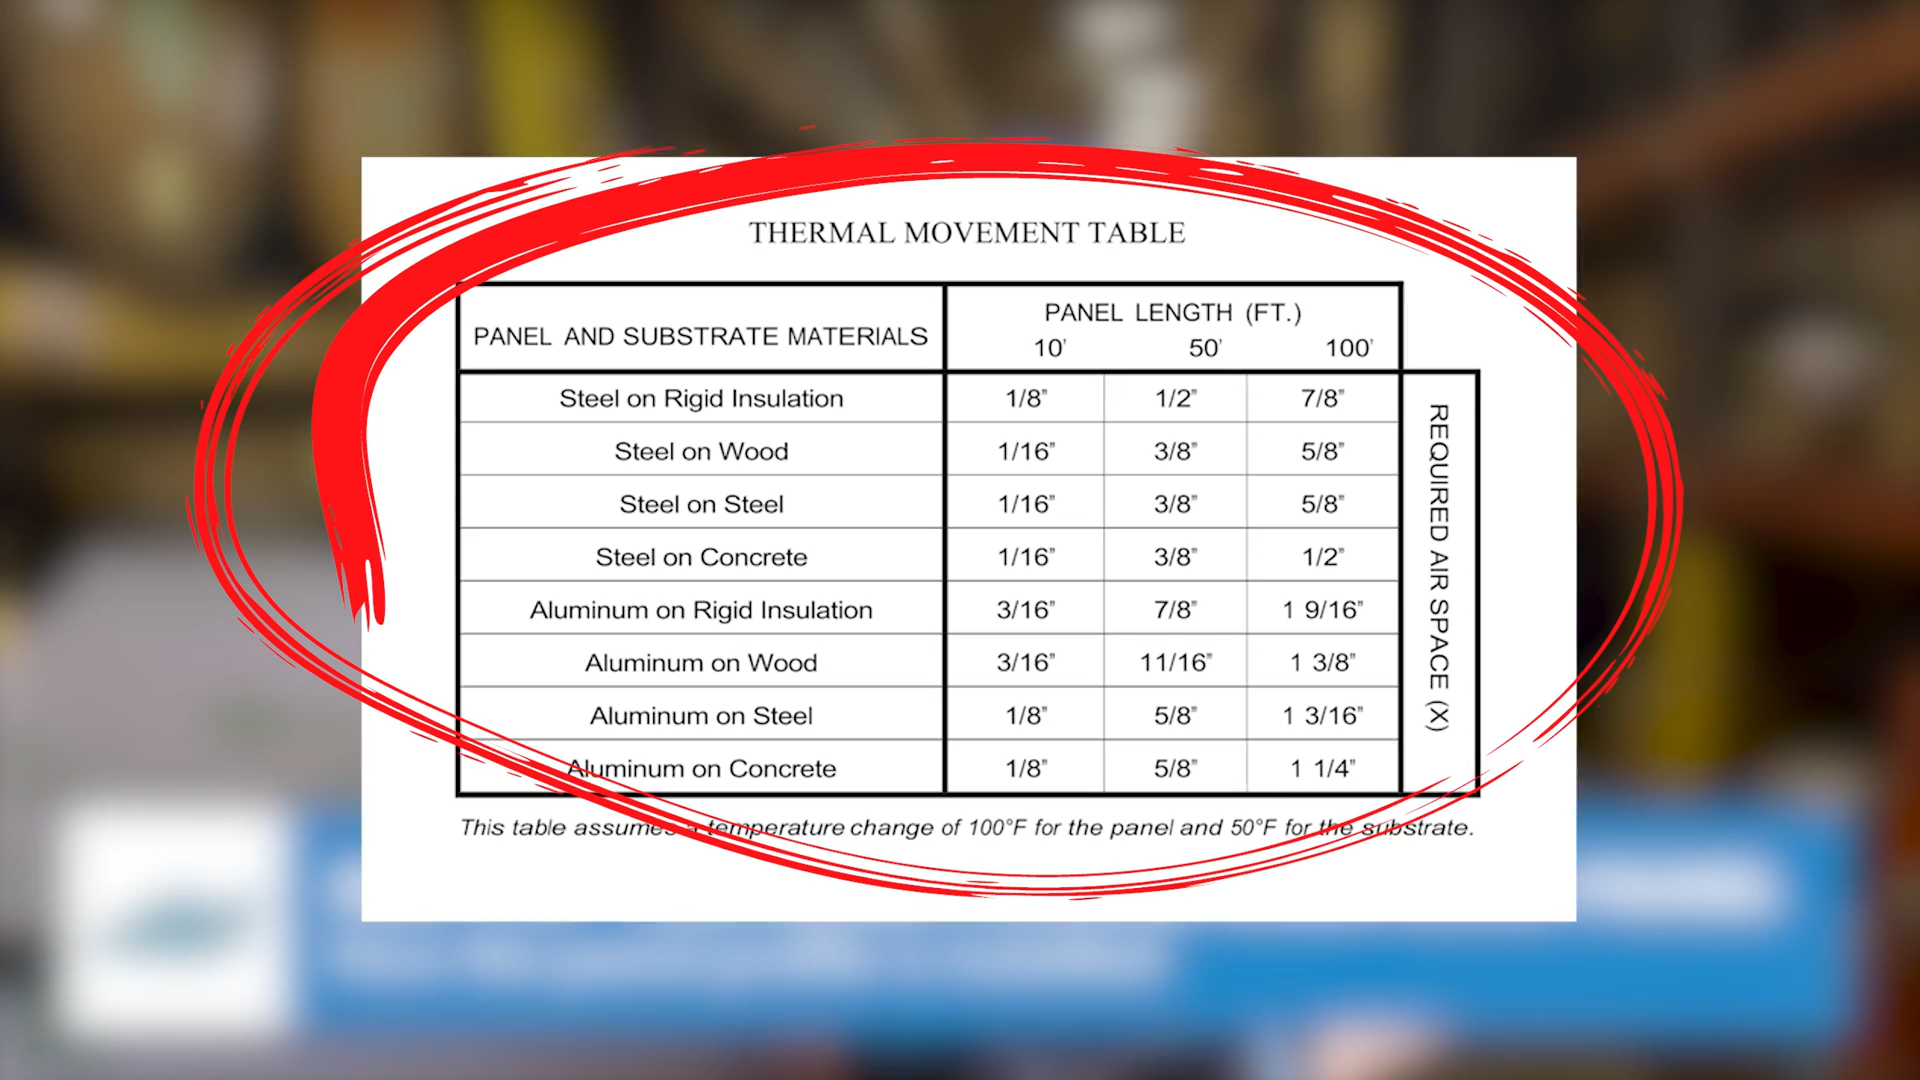 THERMAL MOVEMENT TABLE
PANEL AND SUBSTRATE MATERIALS
PANEL LENGTH (FT.)
10' 50' 100'
Steel on Rigid Insulation 1/8" 1/2" 7/8"
Steel on Wood 1/16" 3/8" 5/8"
Steel on Steel 1/16" 3/8" 5/8"
Steel on Concrete 1/16" 3/8" 1/2"
Aluminum on Rigid Insulation 3/16" 7/8" 1 9/16"
Aluminum on Wood 3/16" 11/16" 1 3/8"
Aluminum on Steel 1/8" 5/8" 1 3/16"
Aluminum on Concrete 1/8" 5/8" 1 1/4"
REQUIRED AIR SPACE (X)
This table assumes a temperature change of 100°F for the panel and 50°F for the substrate.